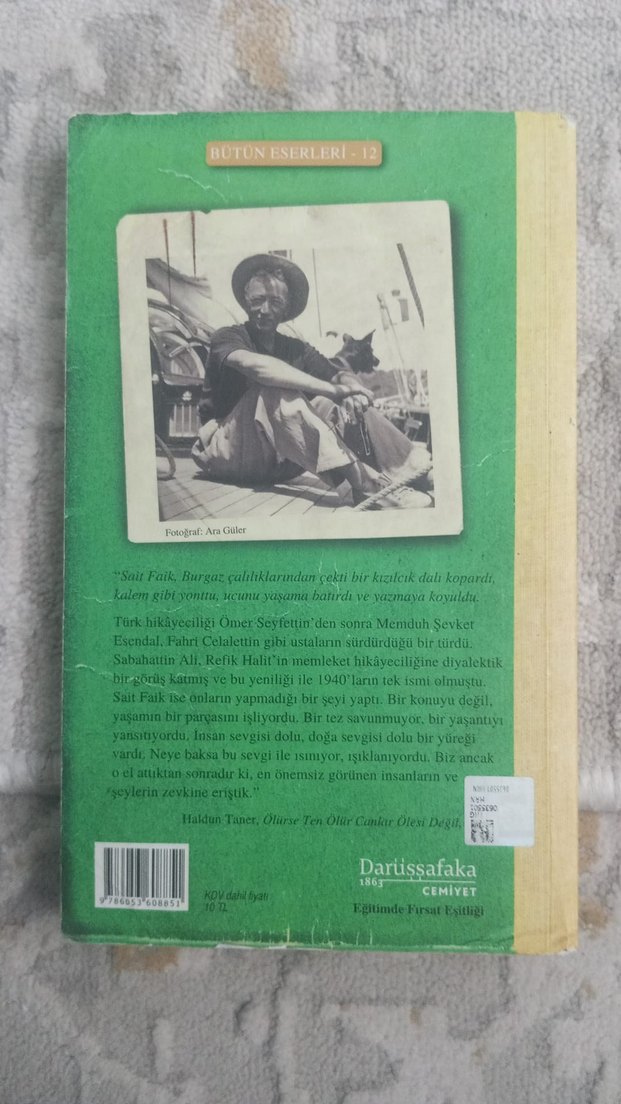 BÜTÜN ESERLERİ - 12
Fotoğraf: Ara Güler
“Sait Faik, Burgaz çalılıklarından çekti bir kızılcık dalı kopardı,
kalem gibi yonttu, ucunu yaşama batırdı ve yazmaya koyuldu.
Türk hikâyeciliği Ömer Seyfettin’den sonra Memduh Şevket
Esendal, Fahri Celalettin gibi ustaların sürdürdüğü bir türdü.
Sabahattin Ali, Refik Halit’in memleket hikâyeciliğine diyalektik
bir görüş katmış ve bu yeniliği ile 1940’ların tek ismi olmuştu.
Sait Faik ise onların yapmadığı bir şeyi yaptı. Bir konuyu değil,
yaşamın bir parçasını işliyordu. Bir tez savunmuyor, bir yaşantıyı
yansıtıyordu. İnsan sevgisi dolu, doğa sevgisi dolu bir yüreği
vardı. Neye baksa bu sevgi ile ısınıyor, ışıklanıyordu. Biz ancak
o el attıktan sonradır ki, en önemsiz görünen insanların ve
şeylerin zevkine eriştik.”
Haldun Taner, Ölürse Ten Ölür Canlar Ölesi Değil,
Darüşşafaka
1863
CEMİYET
Eğitimde Fırsat Eşitliği
KDV dahil fiyatı
10 TL
9 786053 608851